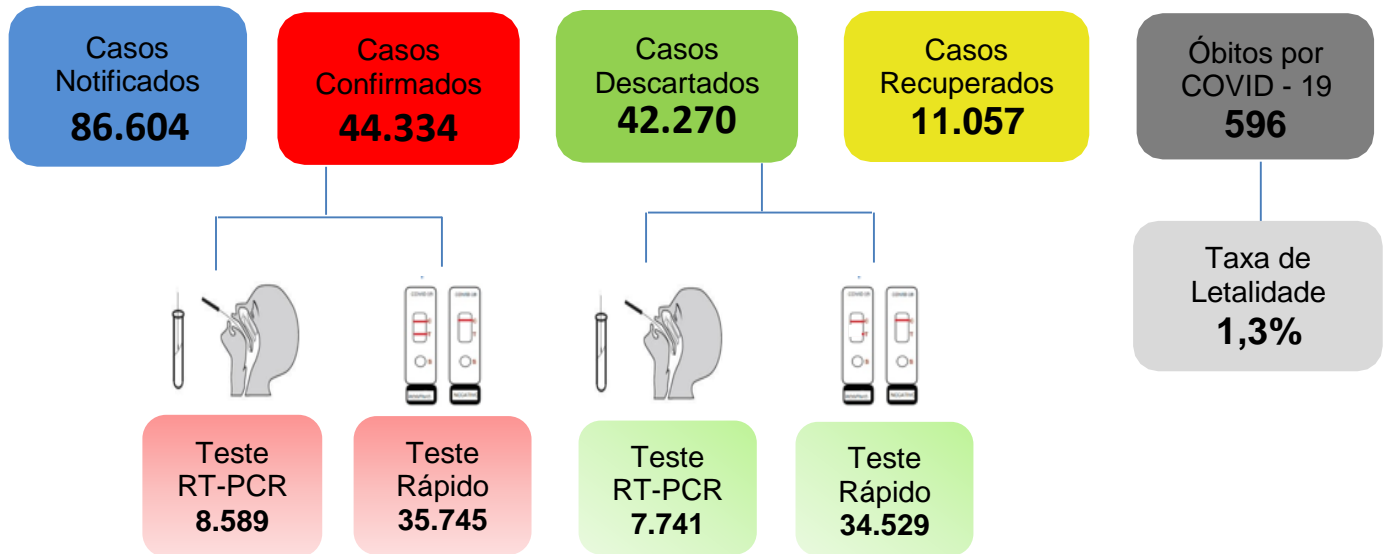 Casos
Notificados
86.604
Casos
Confirmados
44.334
Casos
Descartados
42.270
Casos
Recuperados
11.057
Óbitos por
COVID - 19
596
Taxa de
Letalidade
1,3%
Teste
RT-PCR
8.589
Teste
Rápido
35.745
Teste
RT-PCR
7.741
Teste
Rápido
34.529